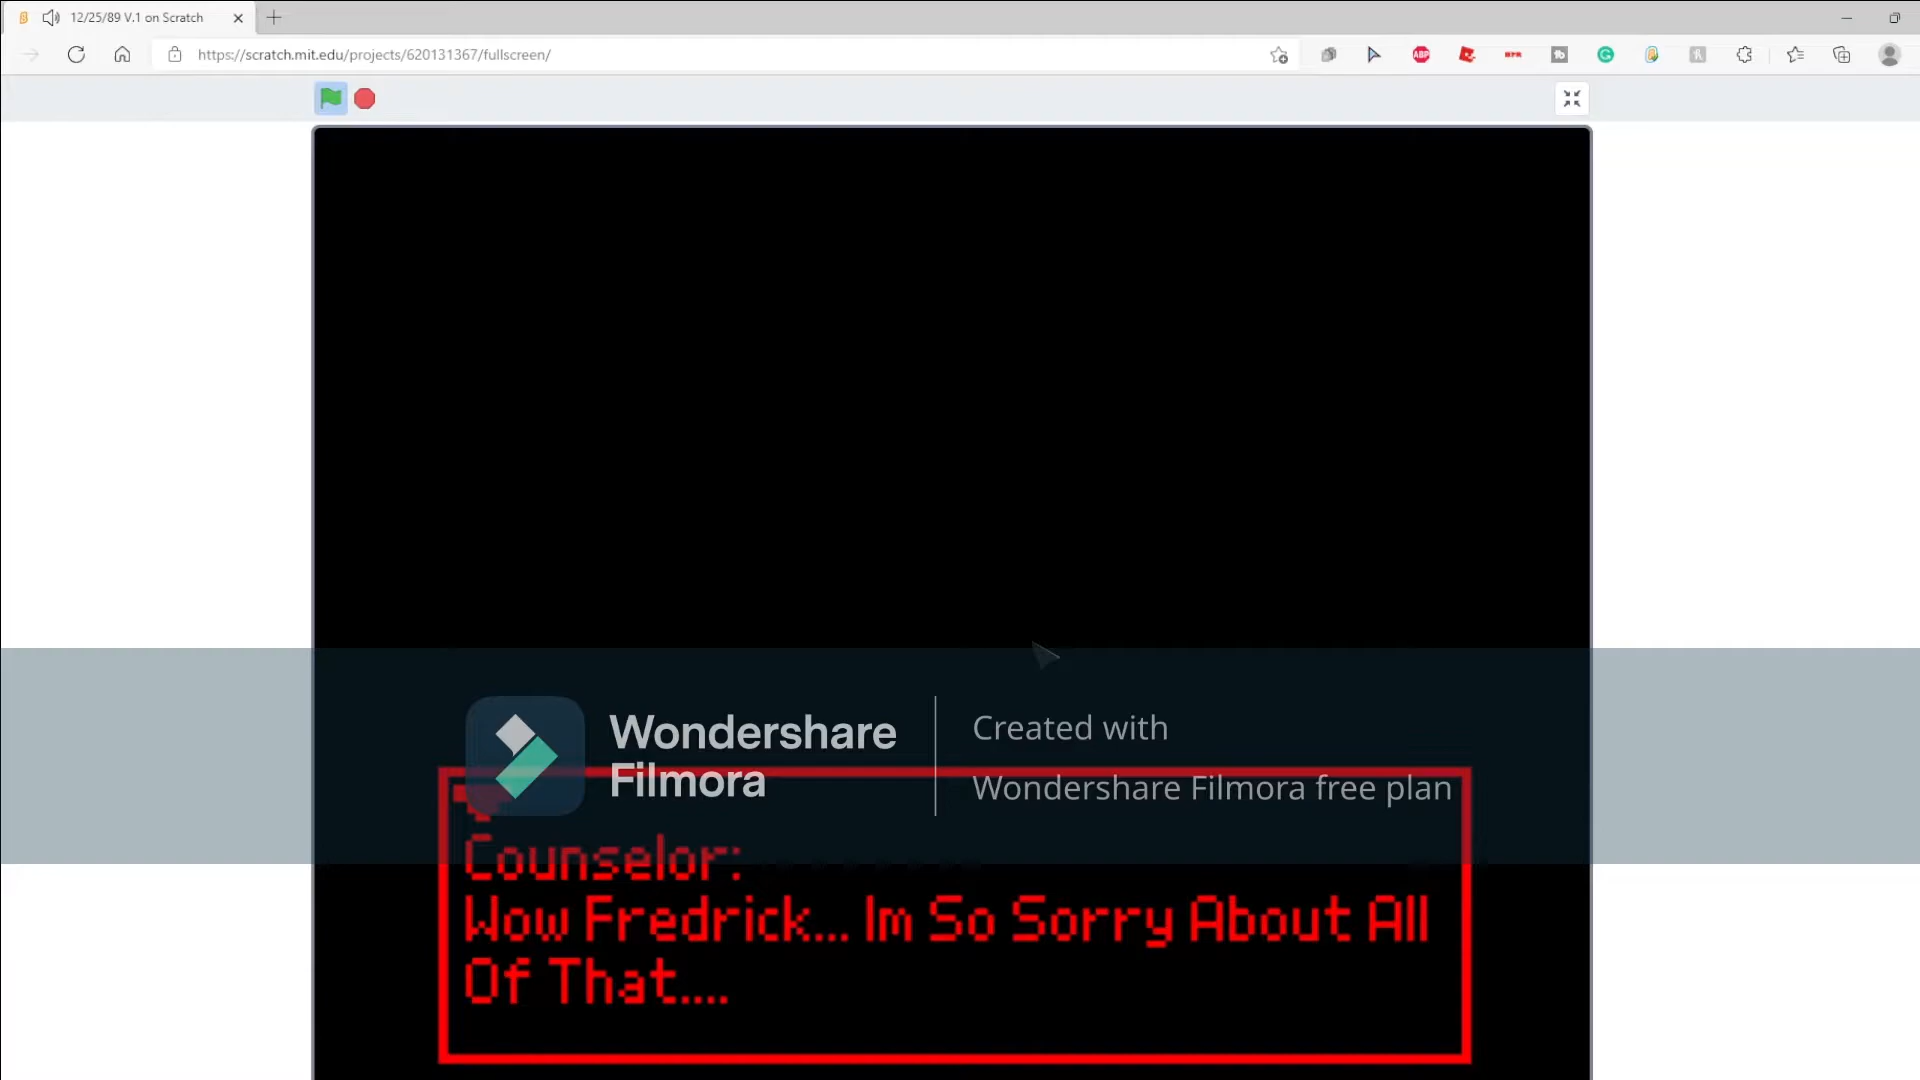 12/25/89 V.1 on Scratch
https://scratch.mit.edu/projects/620131367/fullscreen/
ABP
Wondershare
Filmora
Created with
Wondershare Filmora free plan
Counselor:
Wow Fredrick... Im So Sorry About All
Of That....